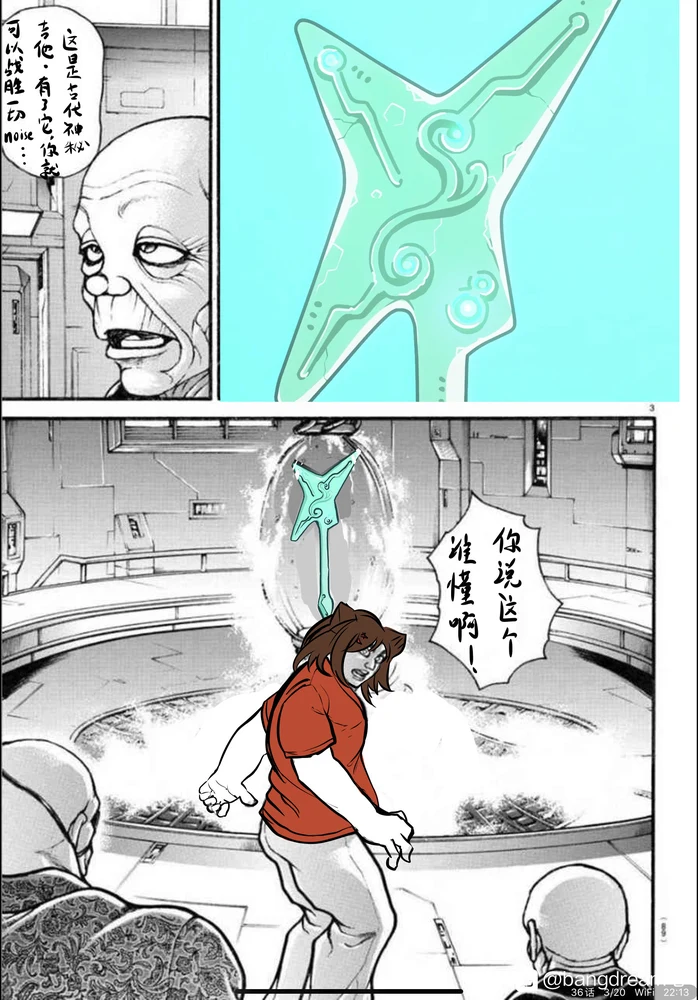 这是古代神秘
吉他。有了它，你就
可以战胜一切
noise...
3
你说这个
谁懂啊！
(89)
@bangdream
36话 3/20 WiFi 22:13